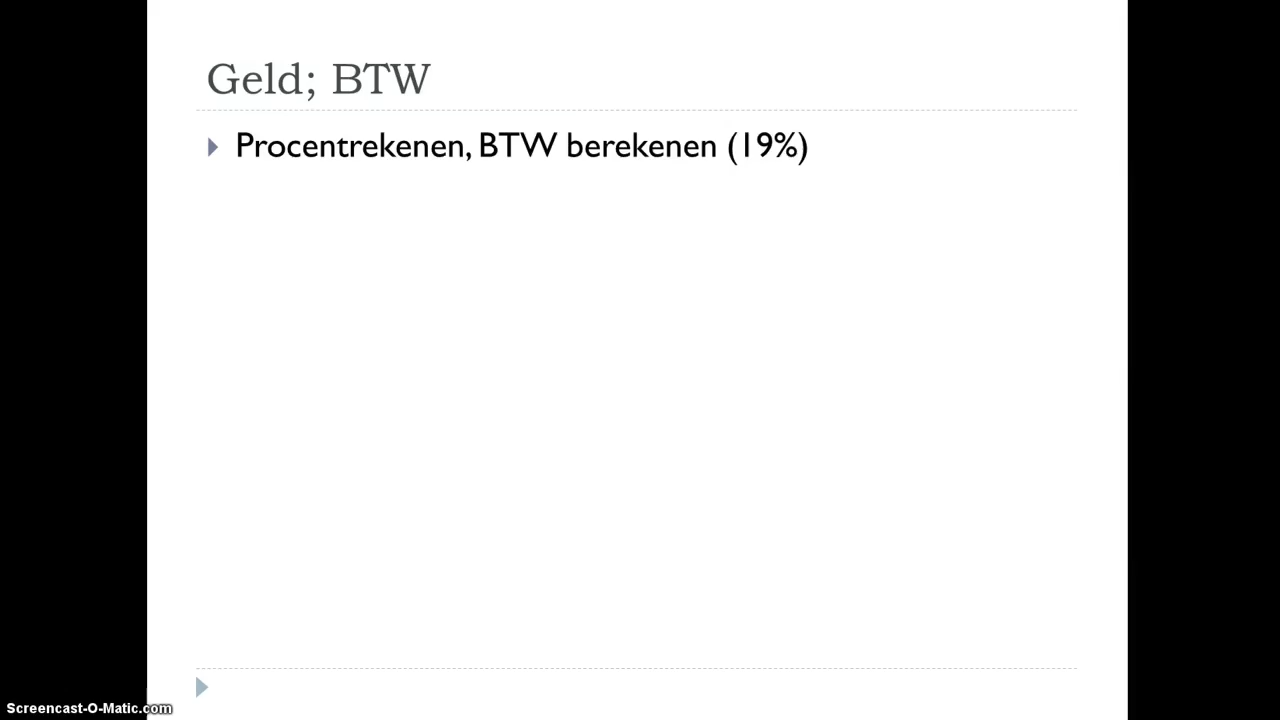 Geld; BTW
Procentrekenen, BTW berekenen (19%)
Screencast-O-Matic.com